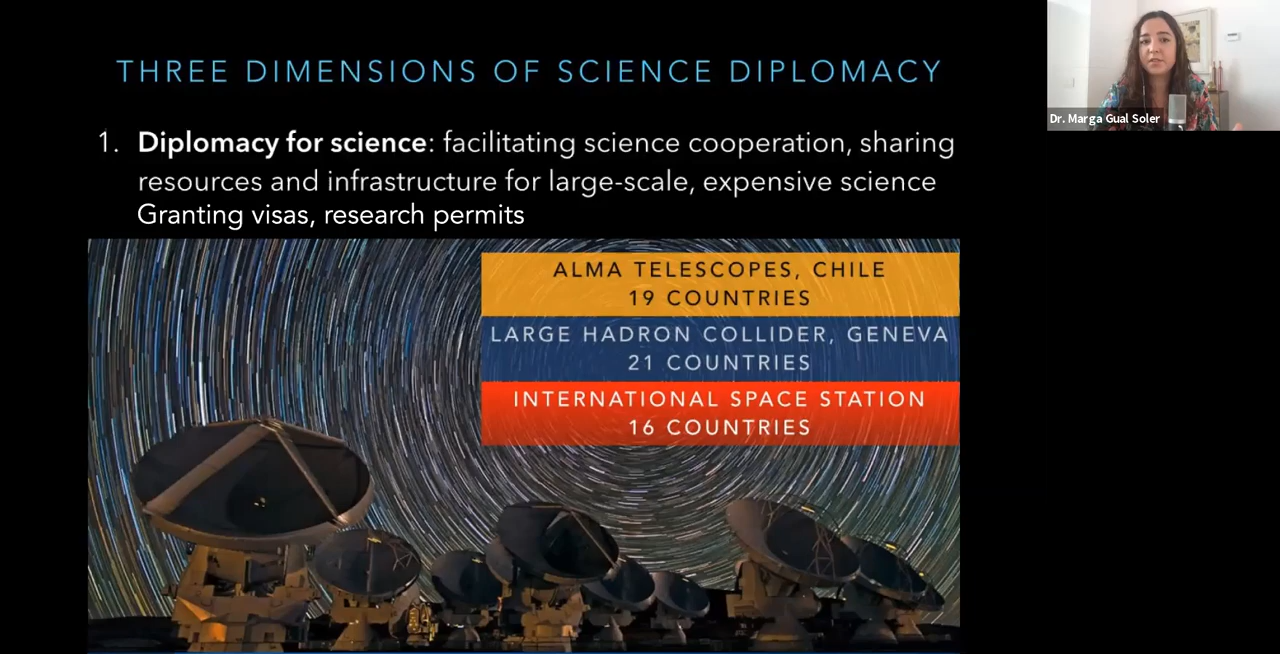 THREE DIMENSIONS OF SCIENCE DIPLOMACY
Dr. Marga Gual Soler
1. Diplomacy for science: facilitating science cooperation, sharing
resources and infrastructure for large-scale, expensive science
Granting visas, research permits
ALMA TELESCOPES, CHILE
19 COUNTRIES
LARGE HADRON COLLIDER, GENEVA
21 COUNTRIES
INTERNATIONAL SPACE STATION
16 COUNTRIES